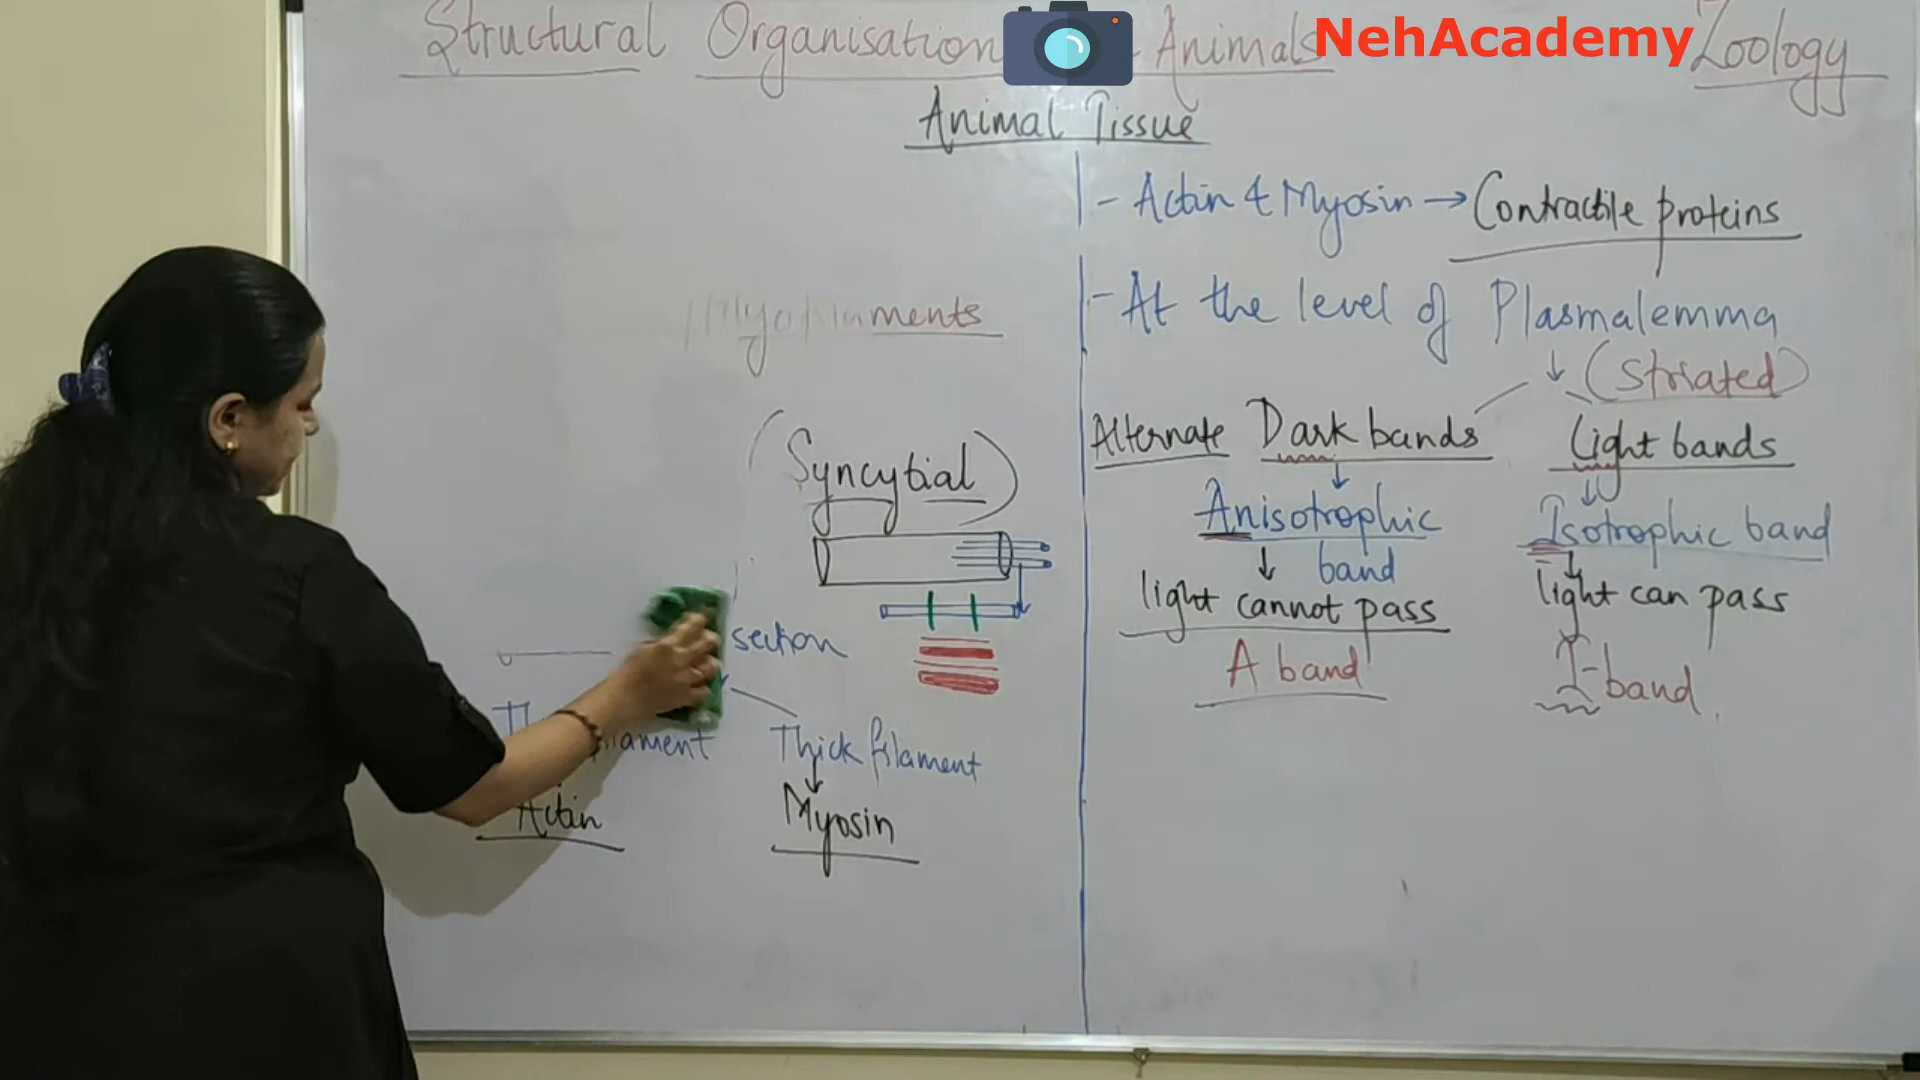 Structural Organisation Animals
NehAcademy
Zoology
Animal Tissue
ments
(Syncytial)
section
lament
Thick filament
Actin
Myosin
- Actin & Myosin → Contractile proteins
- At the level of Plasmalemma
↓ (Striated)
Alternate Dark bands Light bands
↓ ↓
Anisotrophic band Isotrophic band
↓ ↓
light cannot pass light can pass
A band I-band.